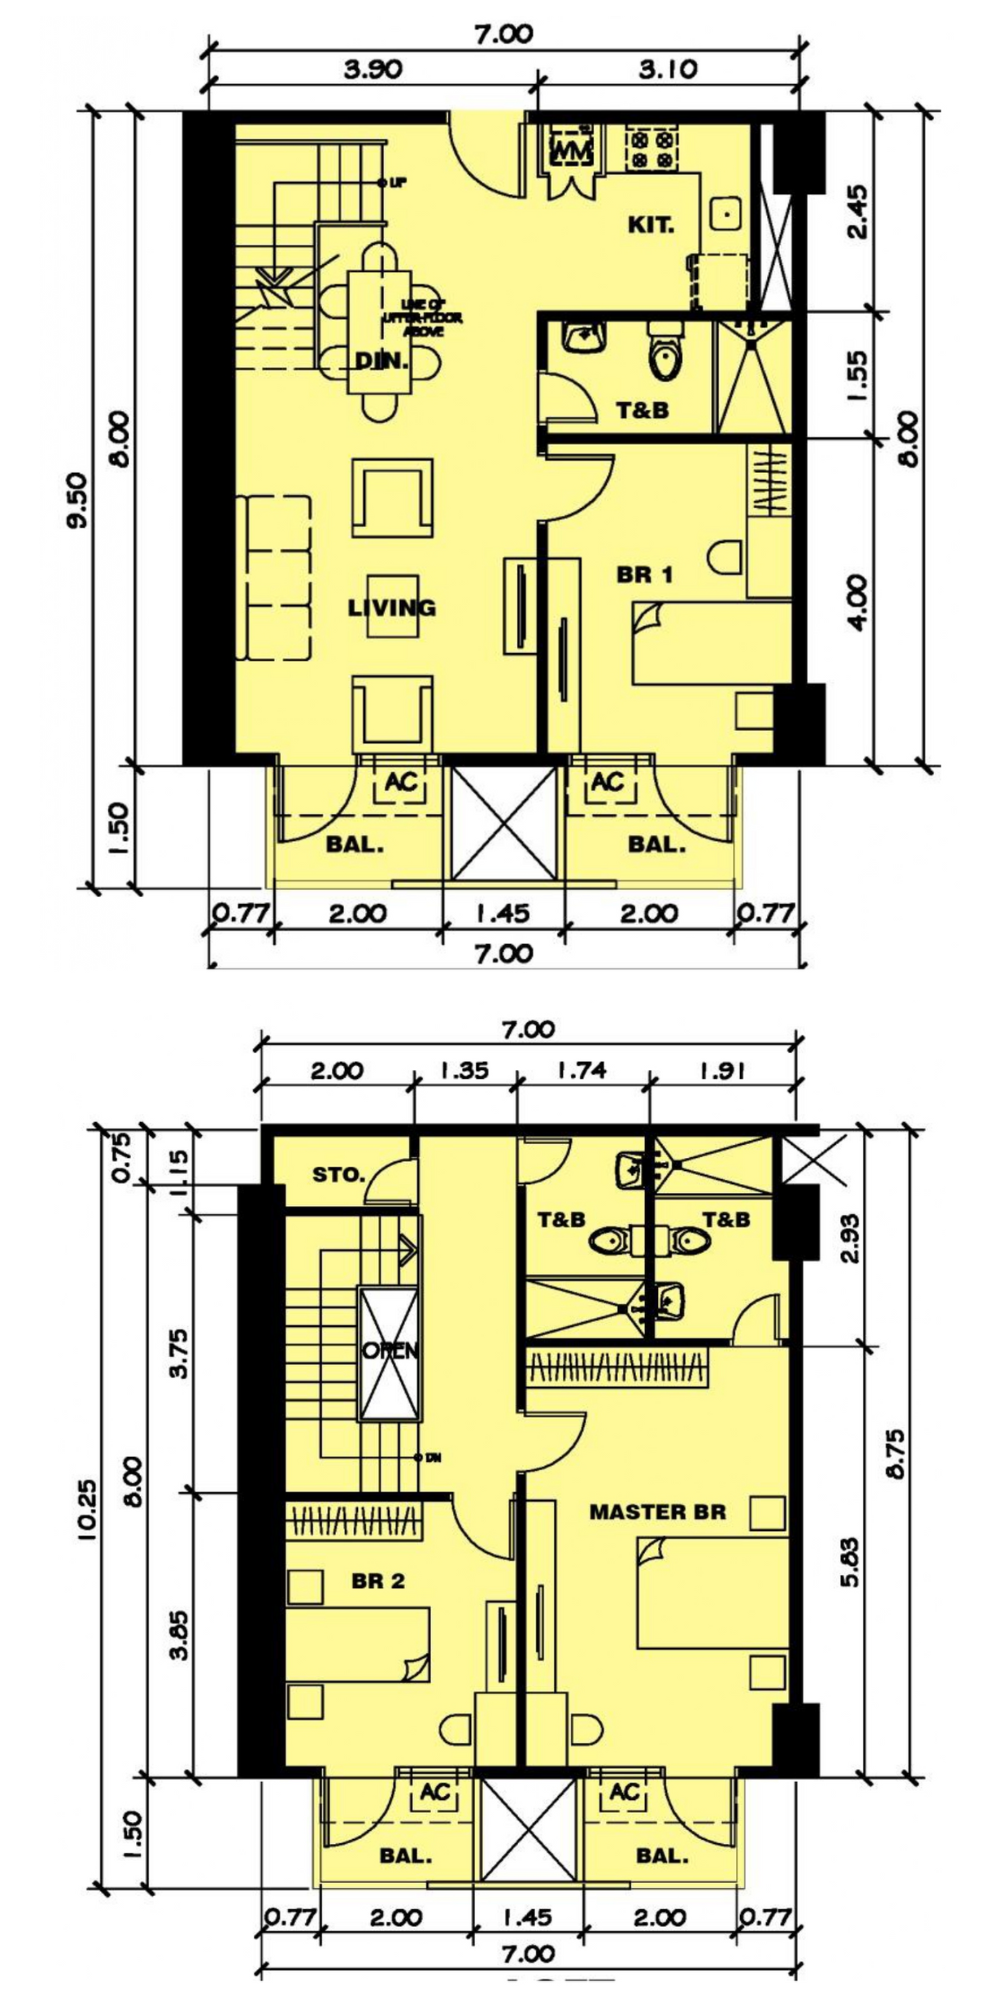 7.00
3.90
3.10
UP
WM
KIT.
2.45
LINE OF
UPPER FLOOR
ABOVE
DIN.
T&B
1.55
8.00
9.50
8.00
BR 1
LIVING
4.00
AC
AC
BAL.
BAL.
1.50
0.77
2.00
1.45
2.00
0.77
7.00
7.00
2.00
1.35
1.74
1.91
0.75
1.15
STO.
T&B
T&B
2.93
OPEN
3.75
DN
8.00
10.25
8.75
MASTER BR
BR 2
5.83
3.85
AC
AC
BAL.
BAL.
1.50
0.77
2.00
1.45
2.00
0.77
7.00